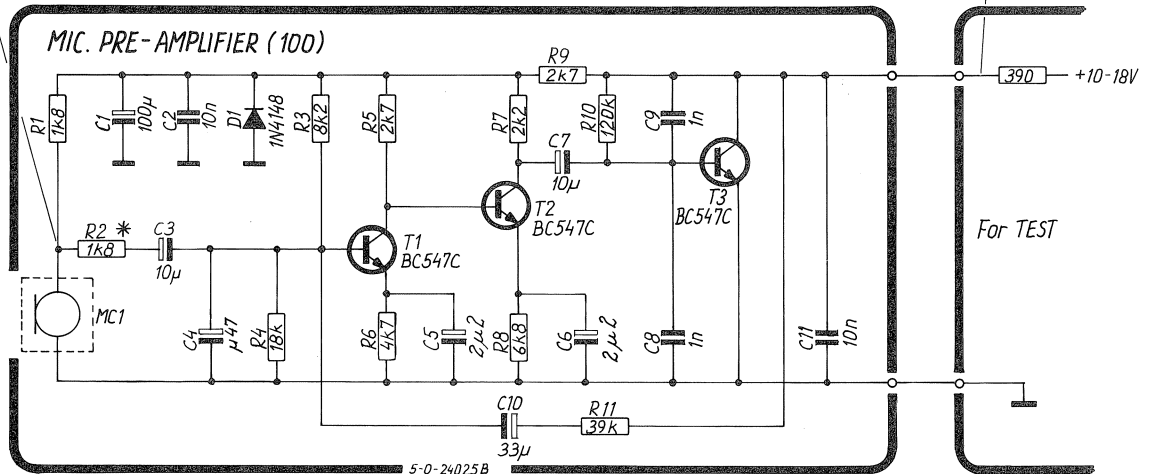 MIC. PRE-AMPLIFIER (100)
R9
2k7
390
+10-18V
R1
1k8
C1
100µ
C2
10n
D1
1N4148
R3
8k2
R5
2k7
R7
2k2
R10
120k
C9
1n
C7
10µ
T3
BC547C
T2
BC547C
R2 *
1k8
C3
10µ
T1
BC547C
For TEST
MC1
C4
µ47
R4
18k
R6
4k7
C5
2µ2
R8
6k8
C6
2µ2
C8
1n
C11
10n
C10
33µ
R11
39k
5-0-24025B